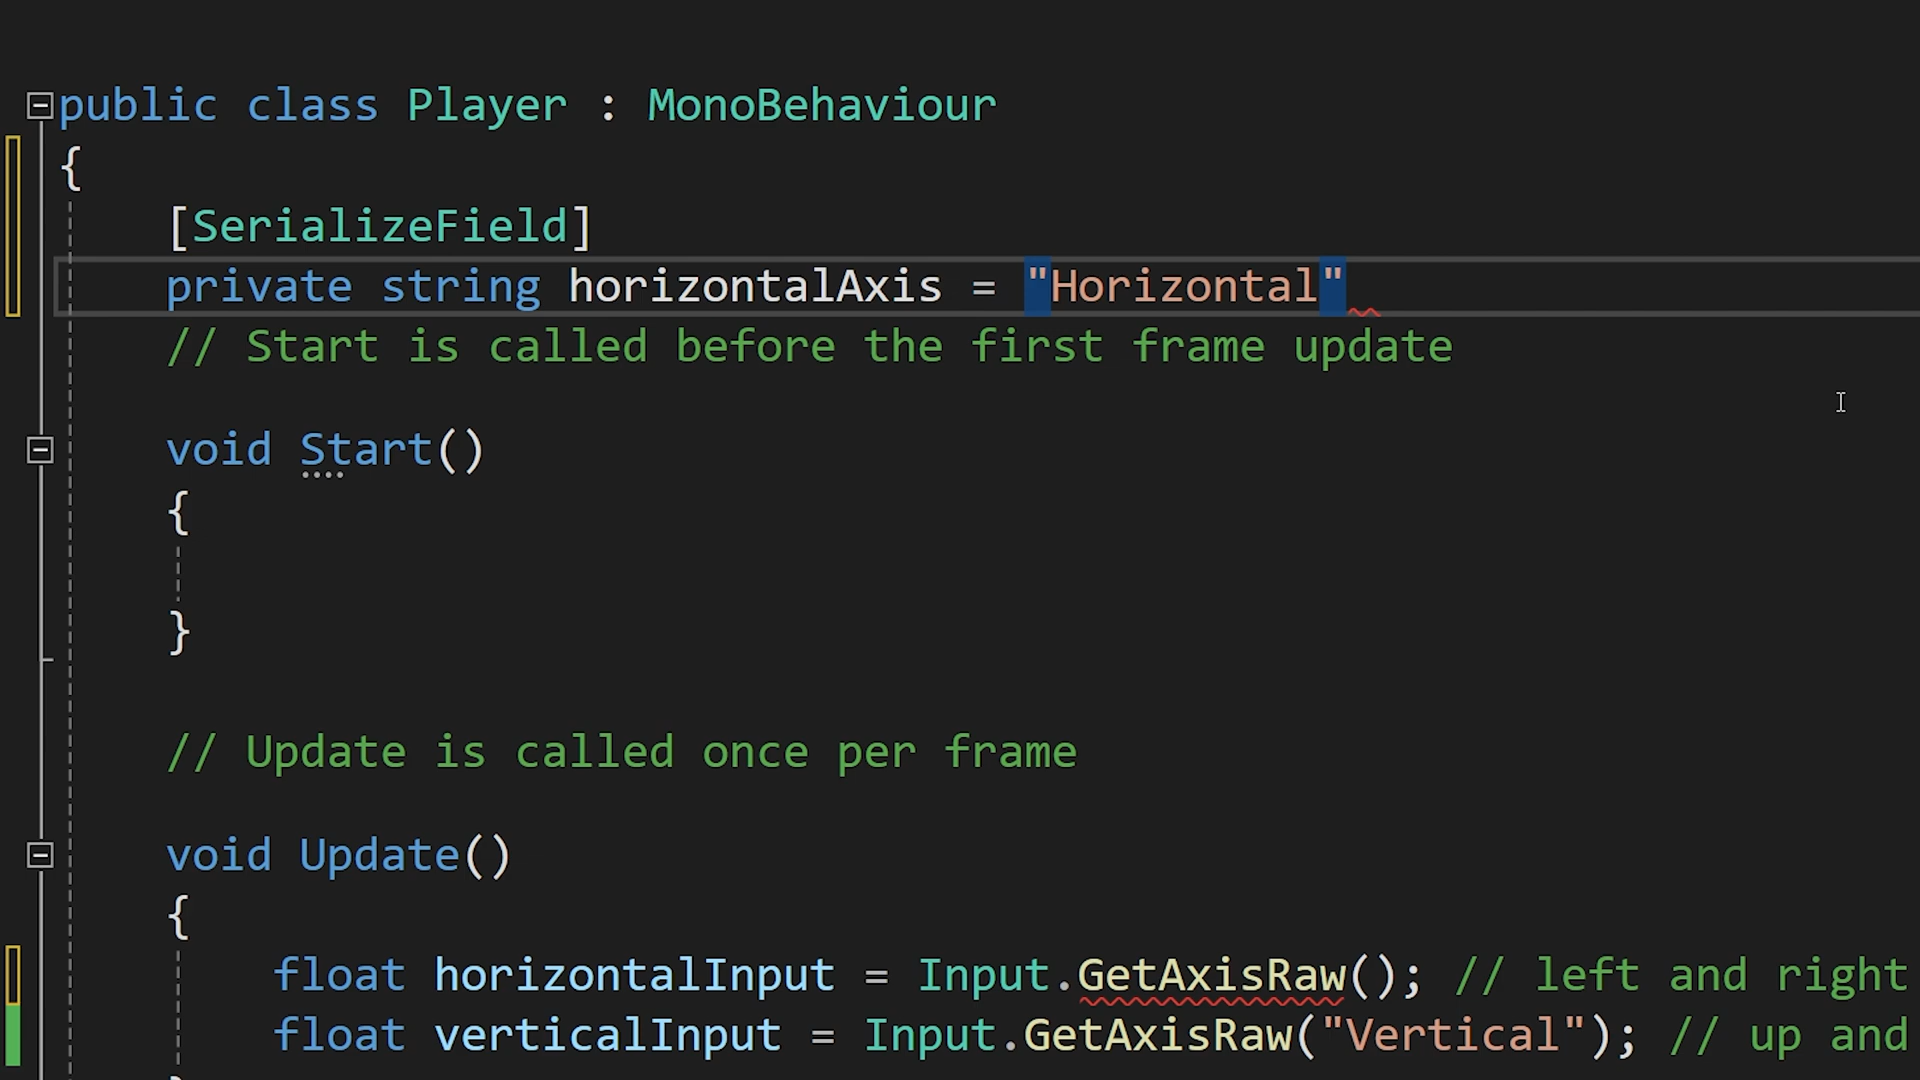 public class Player : MonoBehaviour
{
[SerializeField]
private string horizontalAxis = "Horizontal"
// Start is called before the first frame update
void Start()
{
}
// Update is called once per frame
void Update()
{
float horizontalInput = Input.GetAxisRaw(); // left and right
float verticalInput = Input.GetAxisRaw("Vertical"); // up and